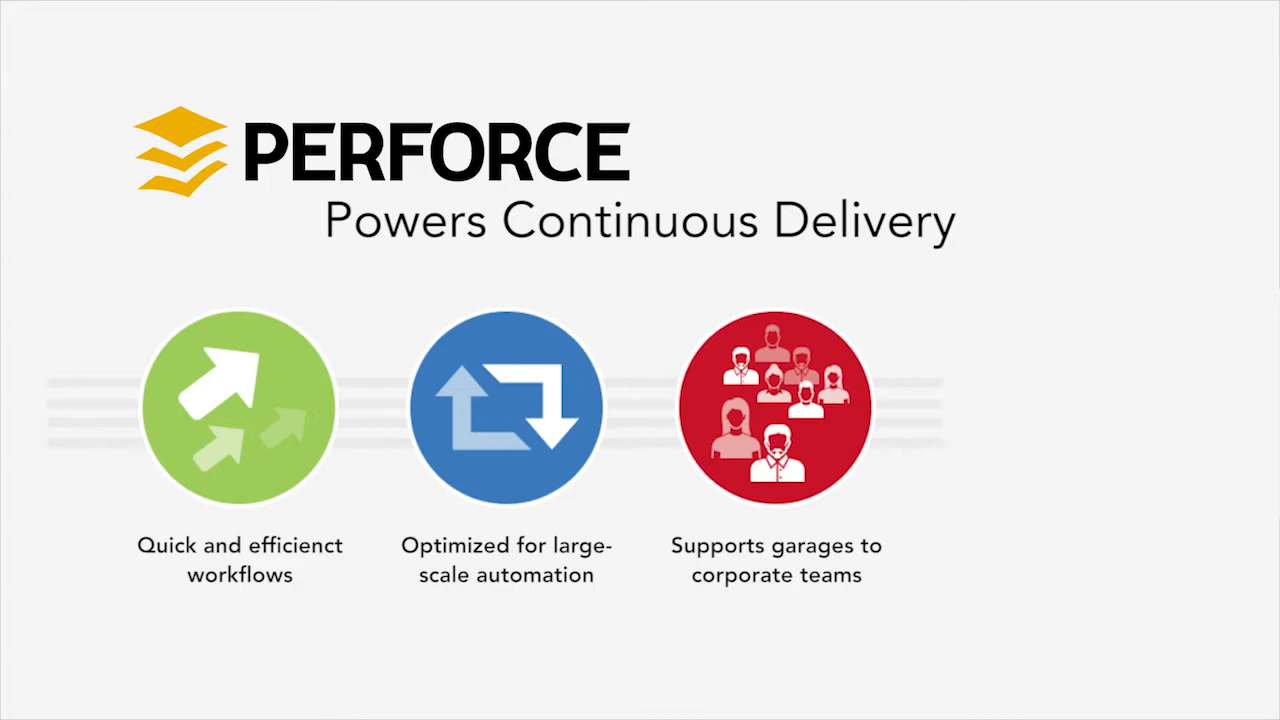 PERFORCE
Powers Continuous Delivery
Quick and efficienct
workflows
Optimized for large-
scale automation
Supports garages to
corporate teams